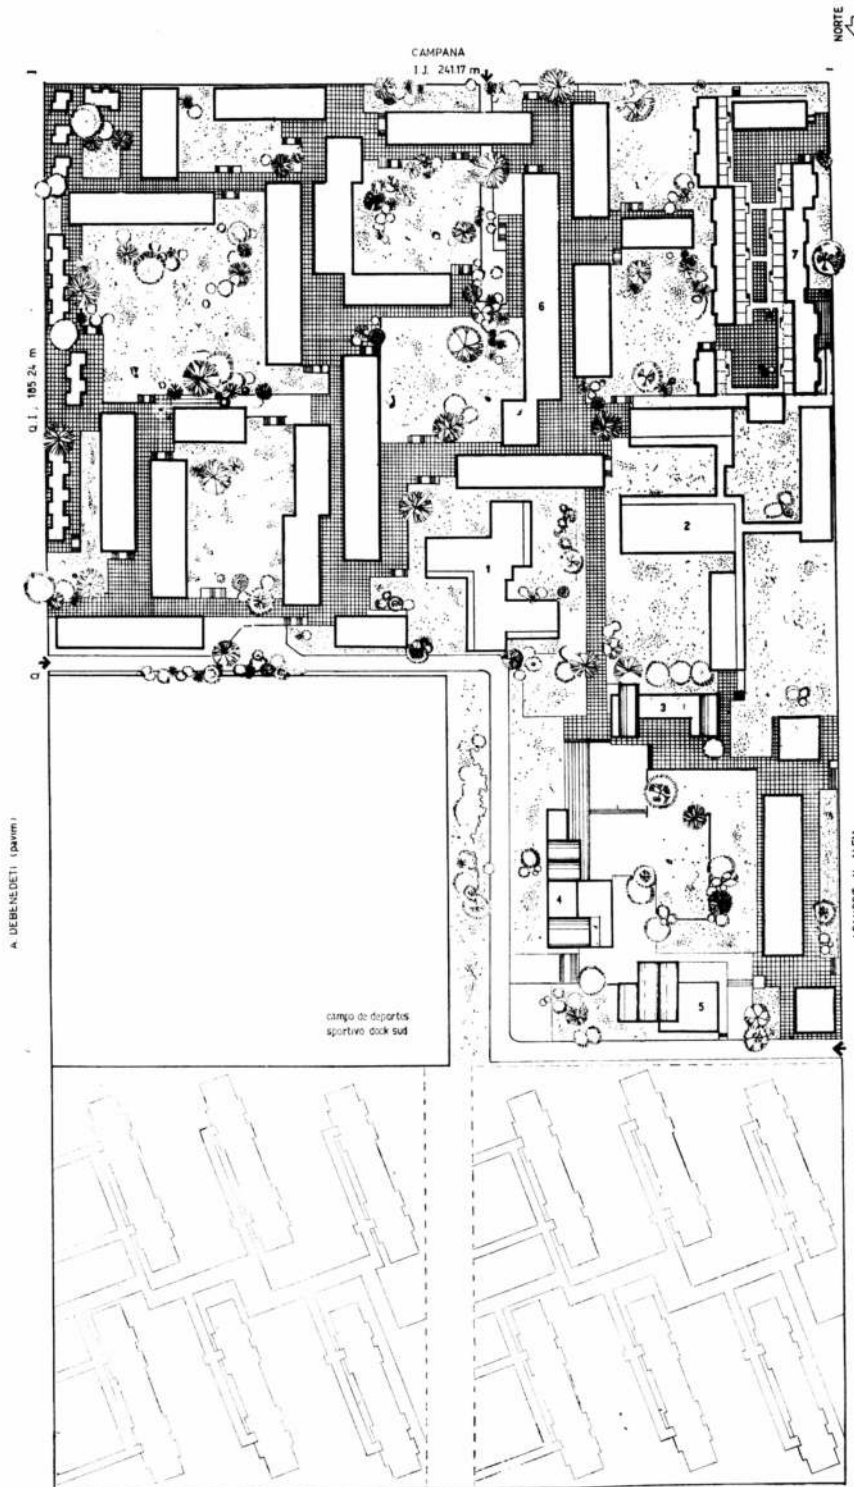 NORTE
CAMPANA
I J. 241.17 m
I
Q I. 185.24 m
6
7
1
2
Q
3
A. DEBENEDETI (pavim)
4
5
campo de deportes
sportivo dock sud